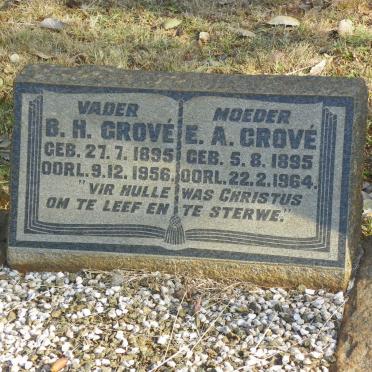 VADER
B. H. GROVÉ
GEB. 27. 7. 1895
OORL. 9. 12. 1956.
MOEDER
E. A. GROVÉ
GEB. 5. 8. 1895
OORL. 22. 2. 1964.
"VIR HULLE WAS CHRISTUS
OM TE LEEF EN TE STERWE."